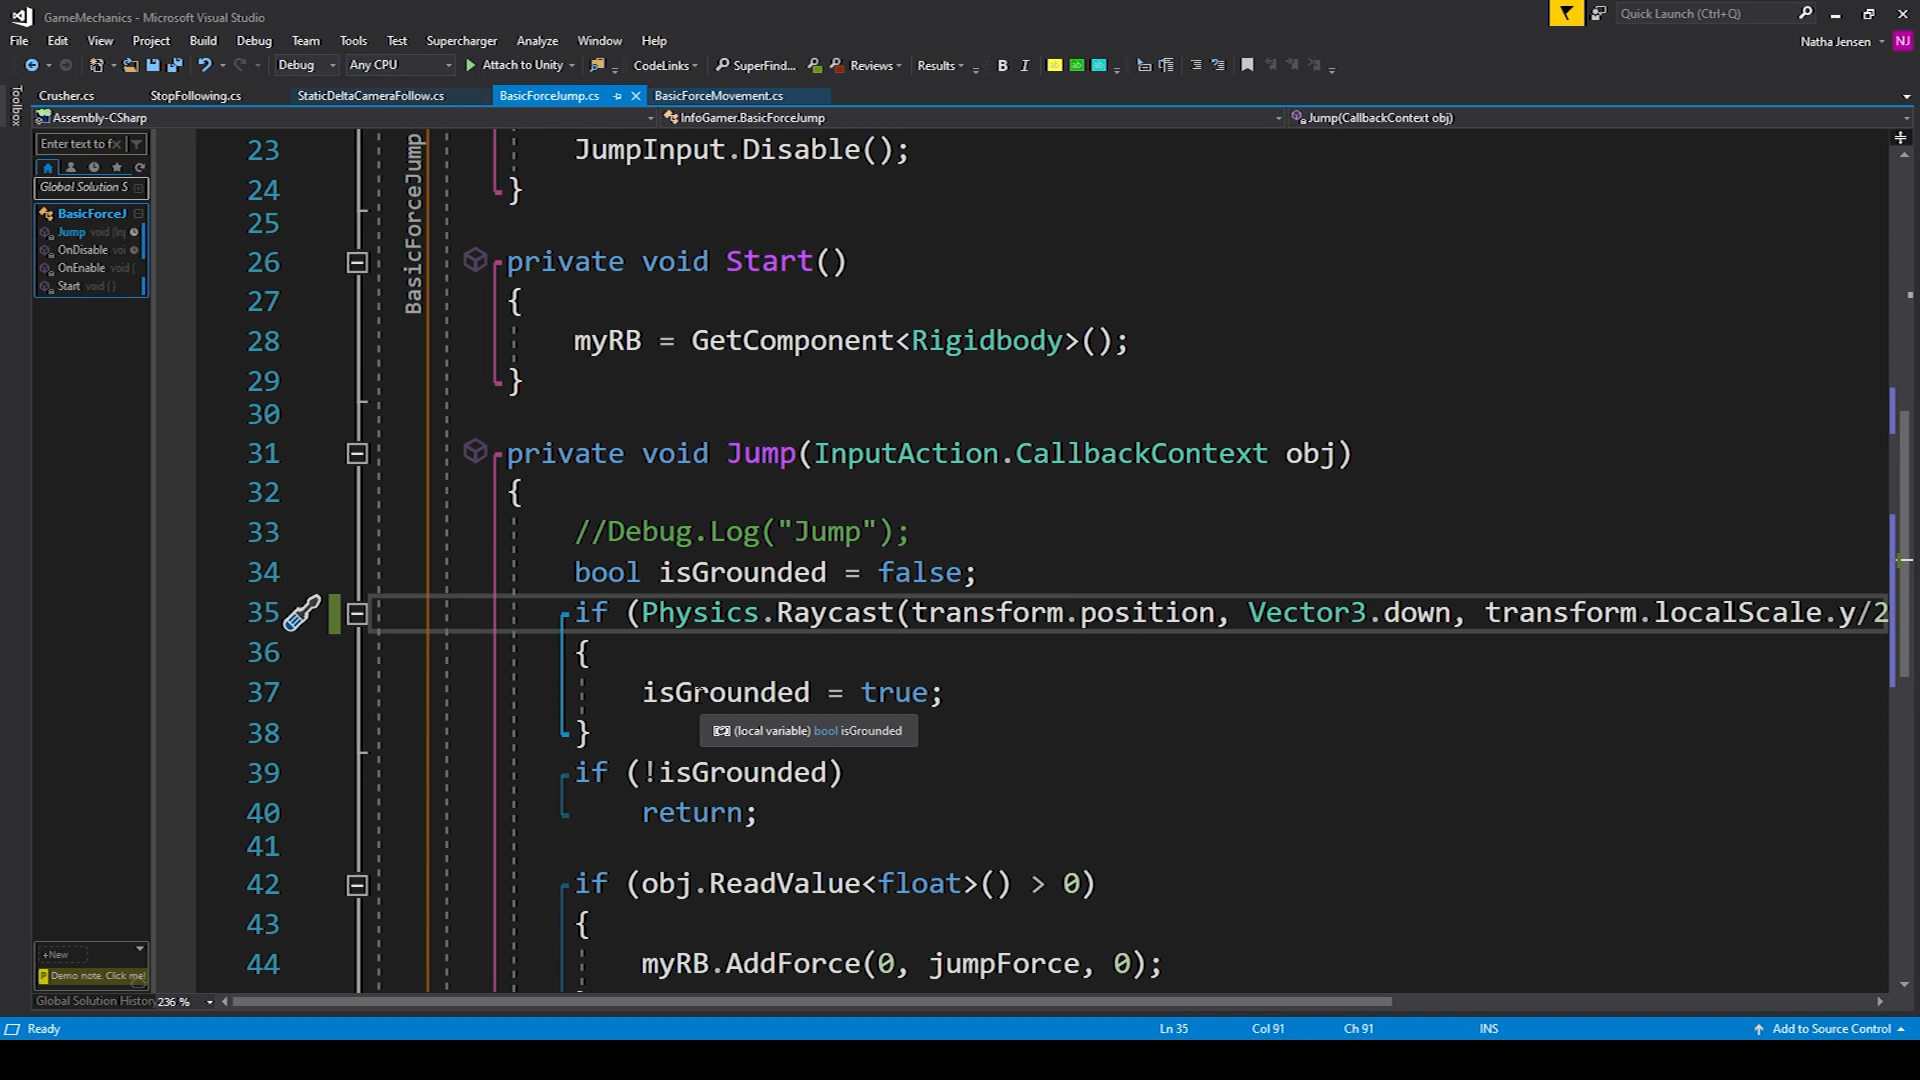 GameMechanics - Microsoft Visual Studio
Quick Launch (Ctrl+Q)
File Edit View Project Build Debug Team Tools Test Supercharger Analyze Window Help
Natha Jensen NJ
Debug Any CPU Attach to Unity CodeLinks SuperFind... Reviews Results B I
Toolbox
Crusher.cs StopFollowing.cs StaticDeltaCameraFollow.cs BasicForceJump.cs BasicForceMovement.cs
Assembly-CSharp InfoGamer.BasicForceJump Jump(CallbackContext obj)
Enter text to f
Global Solution S
BasicForceJ
Jump void (Inp
OnDisable voi
OnEnable void (
Start void ( )
BasicForceJump
23 JumpInput.Disable();
24 }
25
26 private void Start()
27 {
28 myRB = GetComponent<Rigidbody>();
29 }
30
31 private void Jump(InputAction.CallbackContext obj)
32 {
33 //Debug.Log("Jump");
34 bool isGrounded = false;
35 if (Physics.Raycast(transform.position, Vector3.down, transform.localScale.y/2
36 {
37 isGrounded = true;
(local variable) bool isGrounded
38 }
39 if (!isGrounded)
40 return;
41
42 if (obj.ReadValue<float>() > 0)
43 {
44 myRB.AddForce(0, jumpForce, 0);
+New
Demo note. Click me!
Global Solution History 236 %
Ready Ln 35 Col 91 Ch 91 INS Add to Source Control